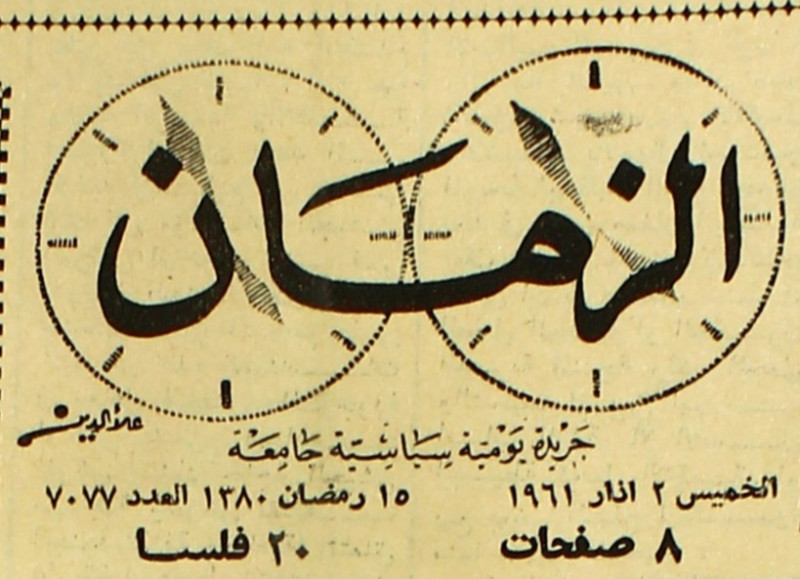 الزمان
علاء الدين
جريدة يومية سياسية جامعة
الخميس ٢ اذار ١٩٦١ ١٥ رمضان ١٣٨٠ العدد ٧٠٧٧
٨ صفحات ٢٠ فلسا